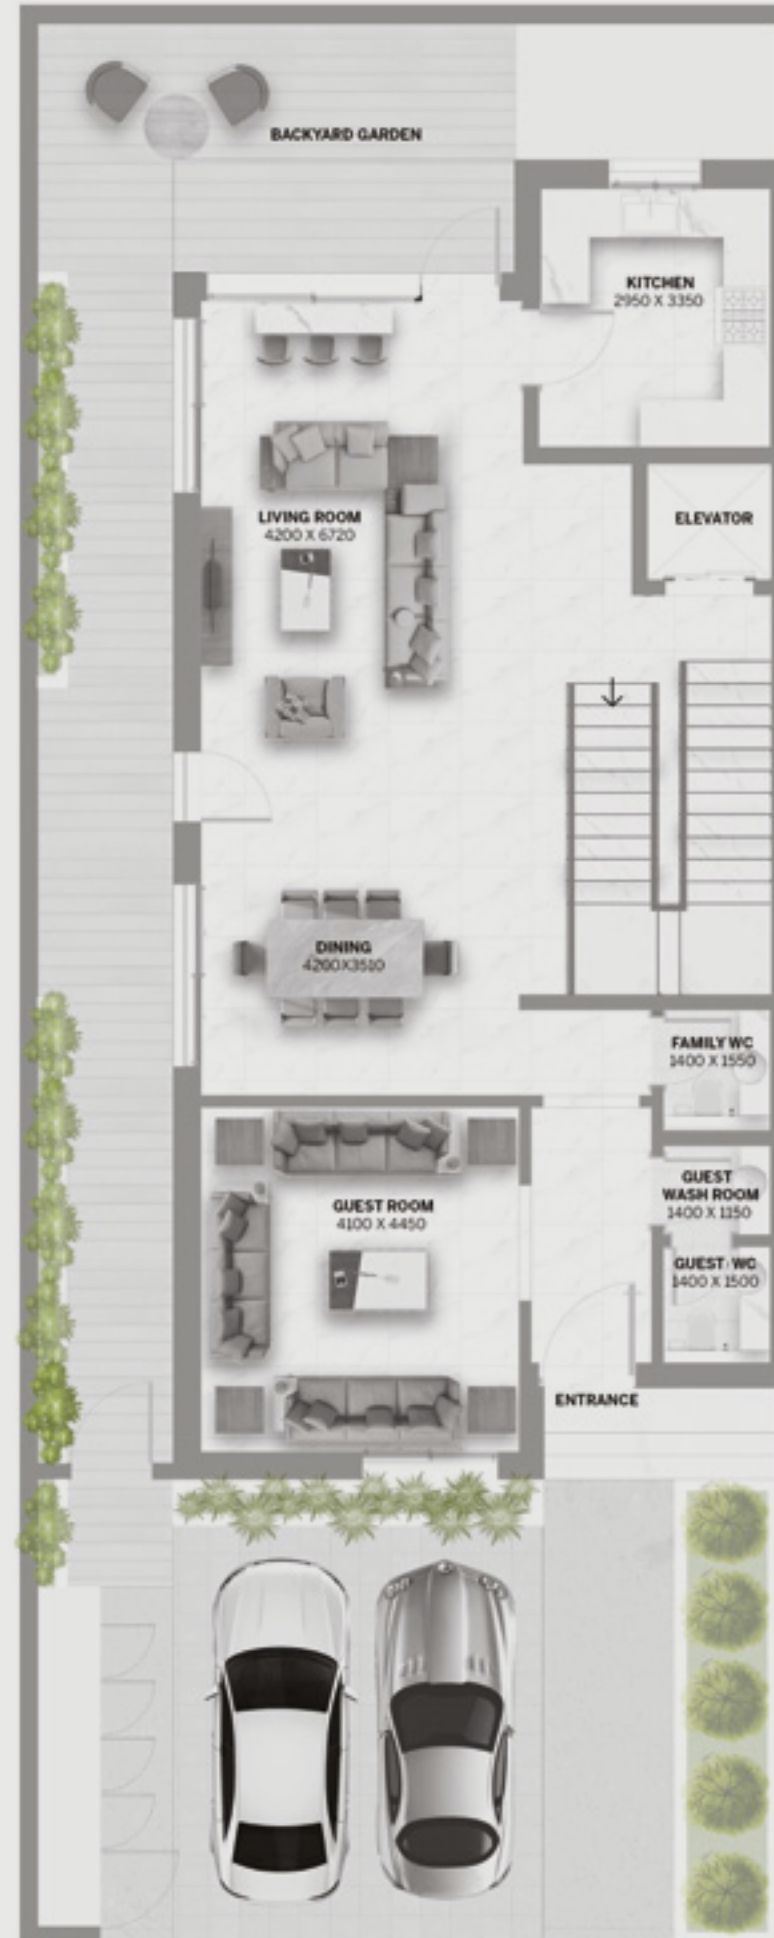 BACKYARD GARDEN
KITCHEN
2950 X 3350
ELEVATOR
LIVING ROOM
4200 X 6720
DINING
4200X3510
FAMILY WC
1400 X 1550
GUEST
WASH ROOM
1400 X 1150
GUEST WC
1400 X 1500
GUEST ROOM
4100 X 4450
ENTRANCE